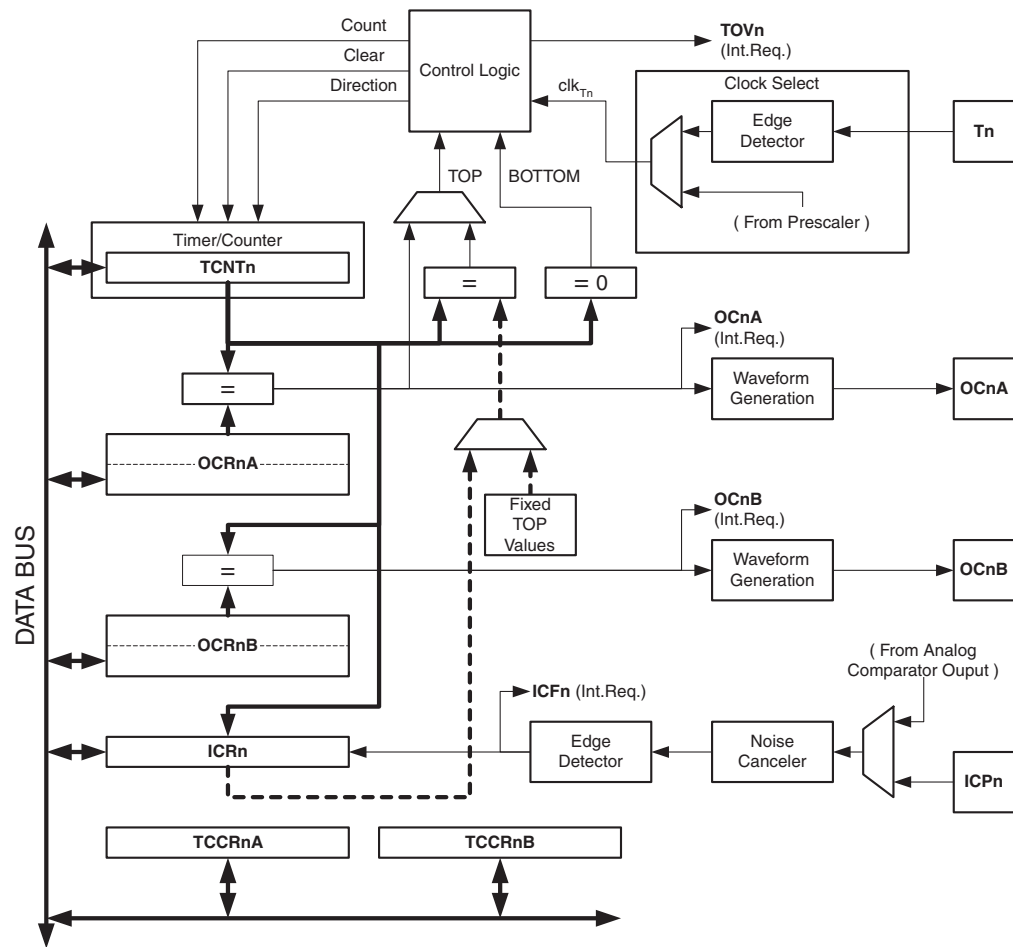 Count
Clear
Direction
Control Logic
TOVn
(Int.Req.)
clkTn
Clock Select
Edge
Detector
Tn
( From Prescaler )
TOP
BOTTOM
Timer/Counter
TCNTn
=
= 0
OCnA
(Int.Req.)
=
Waveform
Generation
OCnA
OCRnA
Fixed
TOP
Values
OCnB
(Int.Req.)
=
Waveform
Generation
OCnB
OCRnB
DATA BUS
( From Analog
Comparator Ouput )
ICFn (Int.Req.)
ICRn
Edge
Detector
Noise
Canceler
ICPn
TCCRnA
TCCRnB